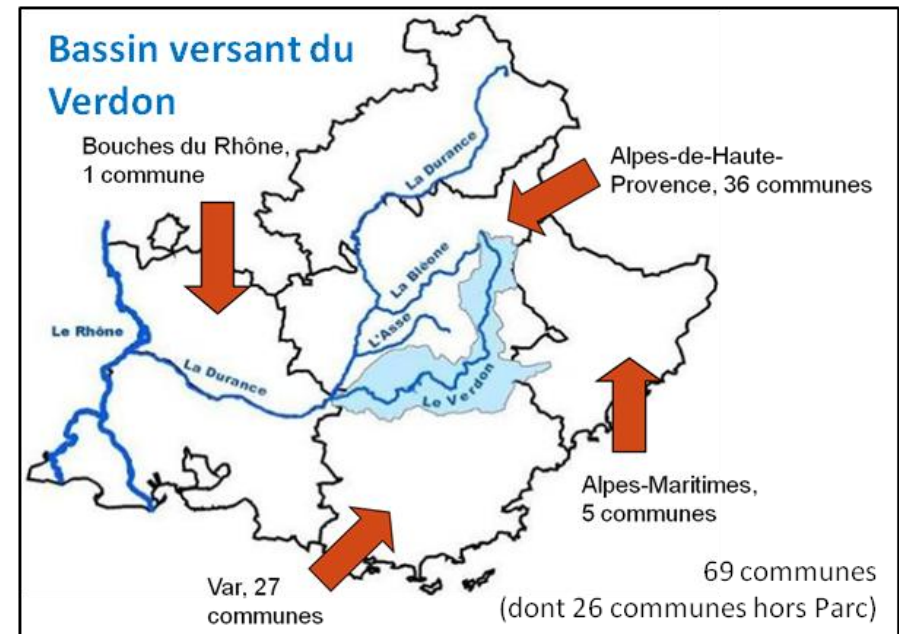 Bassin versant du
Verdon
Bouches du Rhône,
1 commune
La Durance
Alpes-de-Haute-
Provence, 36 communes
La Bléone
L'Asse
Le Rhône
La Durance
Le Verdon
Alpes-Maritimes,
5 communes
Var, 27
communes
69 communes
(dont 26 communes hors Parc)